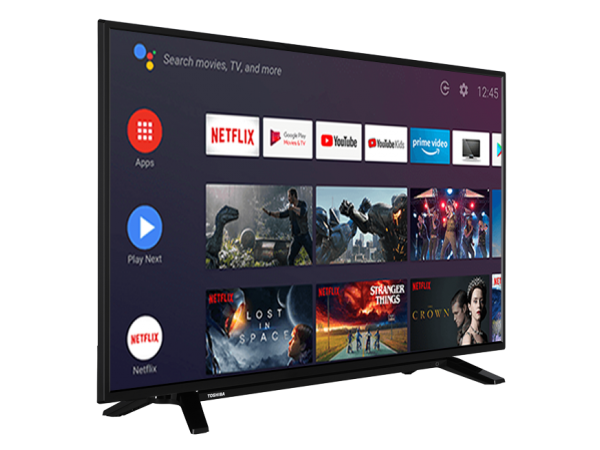 Search movies, TV, and more
12:45
NETFLIX
Google Play
Movies & TV
YouTube
YouTube Kids
prime video
Apps
Play Next
NETFLIX
LOST
IN
SPACE
NETFLIX
STRANGER
THINGS
NETFLIX
THE
CROWN
NETFLIX
Netflix
TOSHIBA